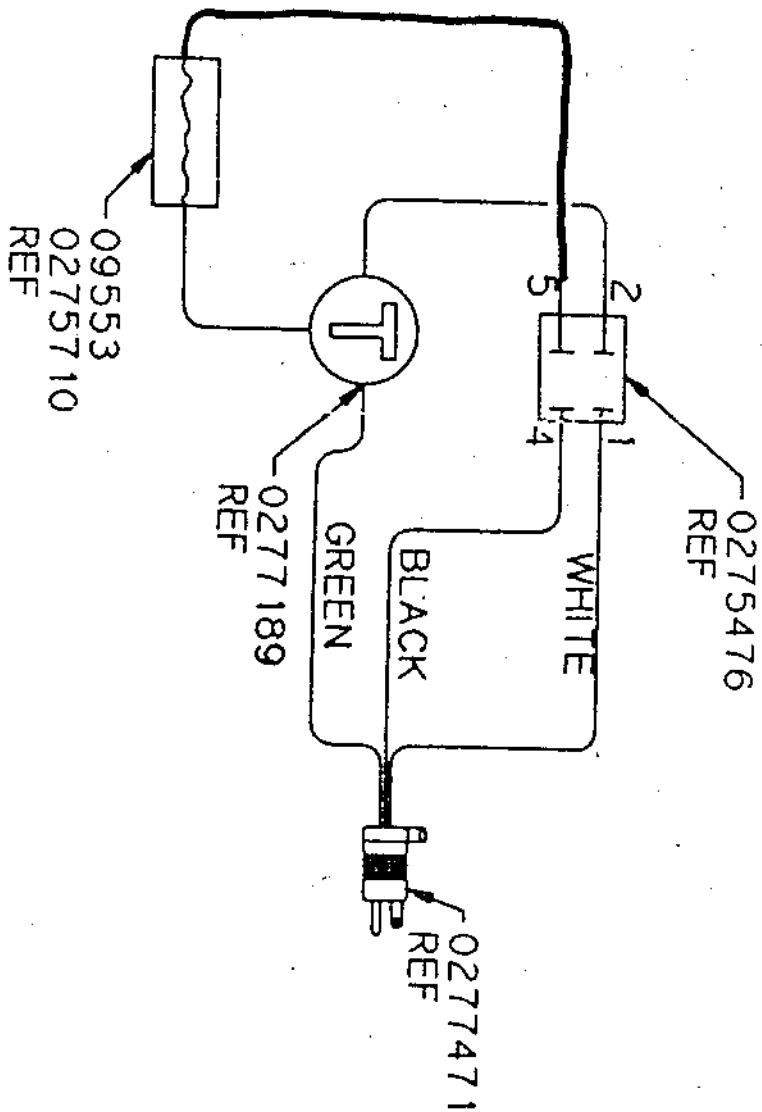 09553
0275710
REF
T
5
2
4
1
0277189
REF
GREEN
BLACK
WHITE
0275476
REF
0277471
REF